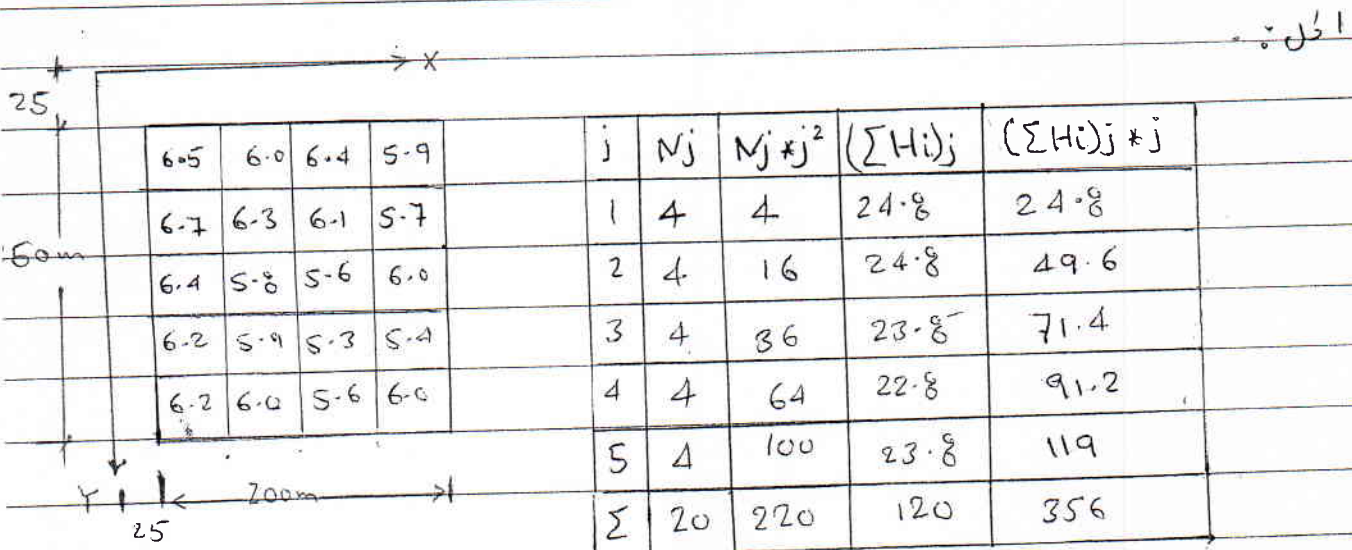 الحل :-
X
25
6.5 6.0 6.4 5.9
6.7 6.3 6.1 5.7
6.4 5.8 5.6 6.0
6.2 5.9 5.3 5.4
6.2 6.0 5.6 6.0
50m
Y
200m
25
j Nj Nj*j² (ΣHi)j (ΣHi)j*j
1 4 4 24.8 24.8
2 4 16 24.8 49.6
3 4 36 23.8 71.4
4 4 64 22.8 91.2
5 4 100 23.8 119
Σ 20 220 120 356